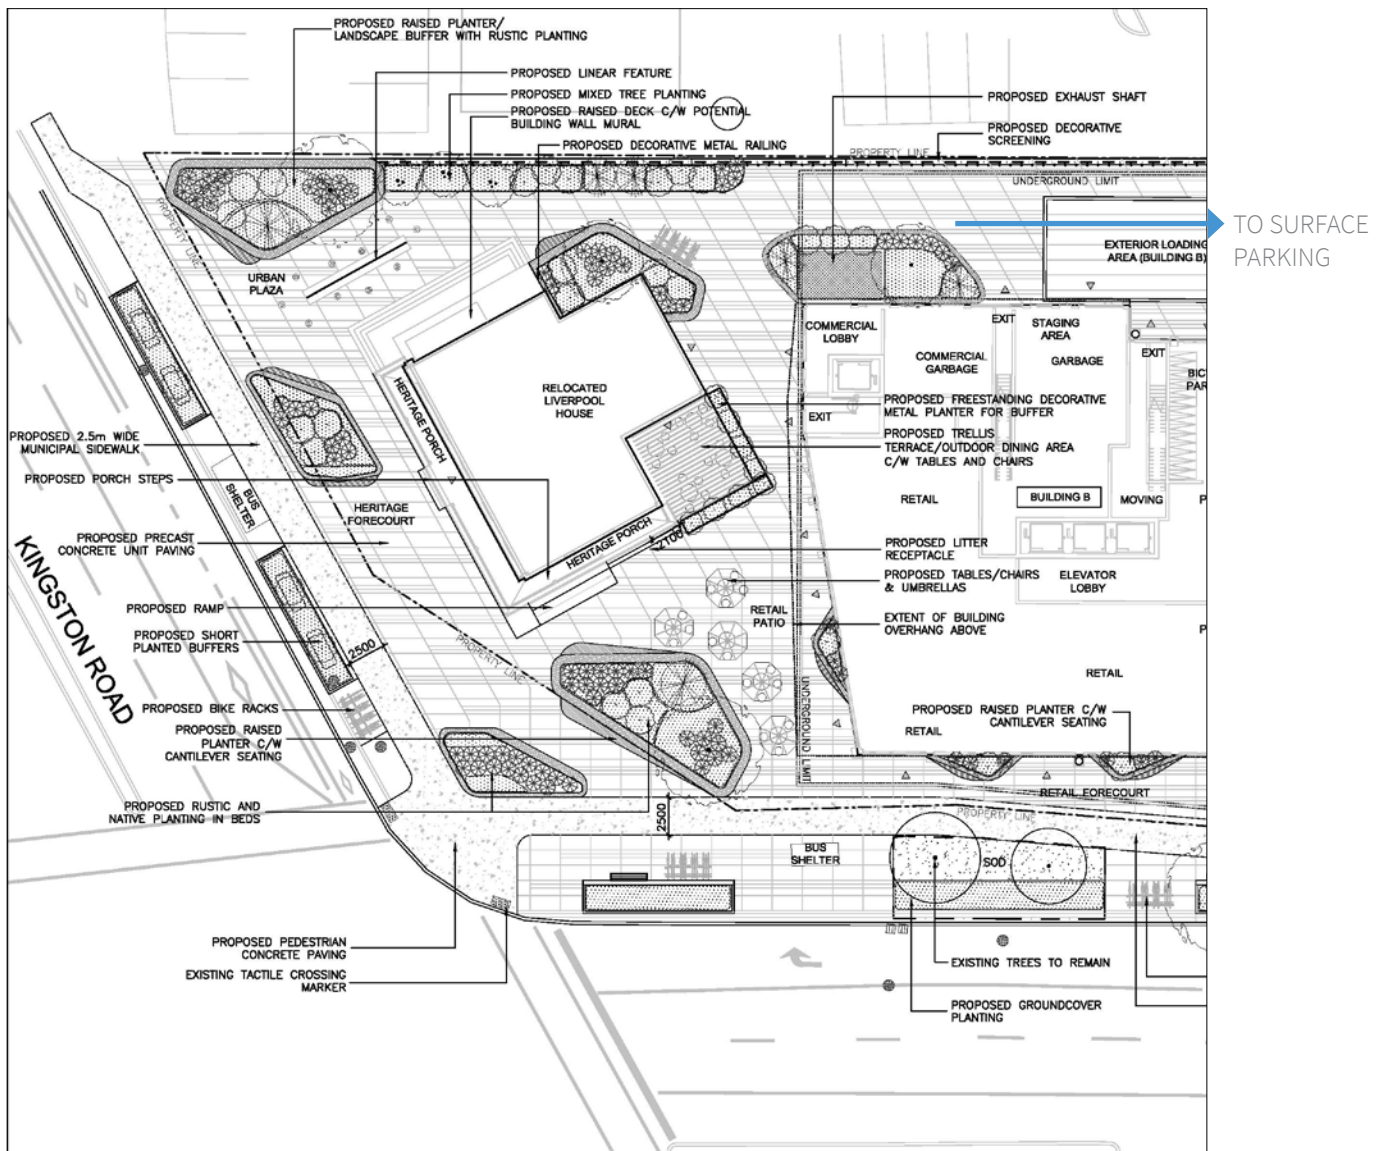 PROPOSED RAISED PLANTER/
LANDSCAPE BUFFER WITH RUSTIC PLANTING
PROPOSED LINEAR FEATURE
PROPOSED MIXED TREE PLANTING
PROPOSED RAISED DECK C/W POTENTIAL
BUILDING WALL MURAL
PROPOSED DECORATIVE METAL RAILING
PROPOSED EXHAUST SHAFT
PROPOSED DECORATIVE
SCREENING
PROPERTY LINE
UNDERGROUND LIMIT
TO SURFACE
PARKING
EXTERIOR LOADING
AREA (BUILDING B)
PROPERTY LINE
URBAN
PLAZA
COMMERCIAL
LOBBY
EXIT
STAGING
AREA
COMMERCIAL
GARBAGE
GARBAGE
EXIT
BIC
PAR
RELOCATED
LIVERPOOL
HOUSE
HERITAGE PORCH
EXIT
PROPOSED FREESTANDING DECORATIVE
METAL PLANTER FOR BUFFER
PROPOSED TRELLIS
TERRACE/OUTDOOR DINING AREA
C/W TABLES AND CHAIRS
PROPOSED 2.5m WIDE
MUNICIPAL SIDEWALK
PROPOSED PORCH STEPS
BUS
SHELTER
HERITAGE
FORECOURT
RETAIL
BUILDING B
MOVING
P
PROPOSED PRECAST
CONCRETE UNIT PAVING
HERITAGE PORCH
2100
PROPOSED LITTER
RECEPTACLE
PROPOSED TABLES/CHAIRS
& UMBRELLAS
ELEVATOR
LOBBY
KINGSTON ROAD
PROPOSED RAMP
RETAIL
PATIO
EXTENT OF BUILDING
OVERHANG ABOVE
P
PROPOSED SHORT
PLANTED BUFFERS
2500
PROPERTY LINE
UNDERGROUND LIMIT
RETAIL
PROPOSED BIKE RACKS
PROPOSED RAISED
PLANTER C/W
CANTILEVER SEATING
PROPOSED RAISED PLANTER C/W
CANTILEVER SEATING
RETAIL
PROPOSED RUSTIC AND
NATIVE PLANTING IN BEDS
2500
RETAIL FORECOURT
PROPERTY LINE
BUS
SHELTER
SOD
PROPOSED PEDESTRIAN
CONCRETE PAVING
EXISTING TACTILE CROSSING
MARKER
EXISTING TREES TO REMAIN
PROPOSED GROUNDCOVER
PLANTING